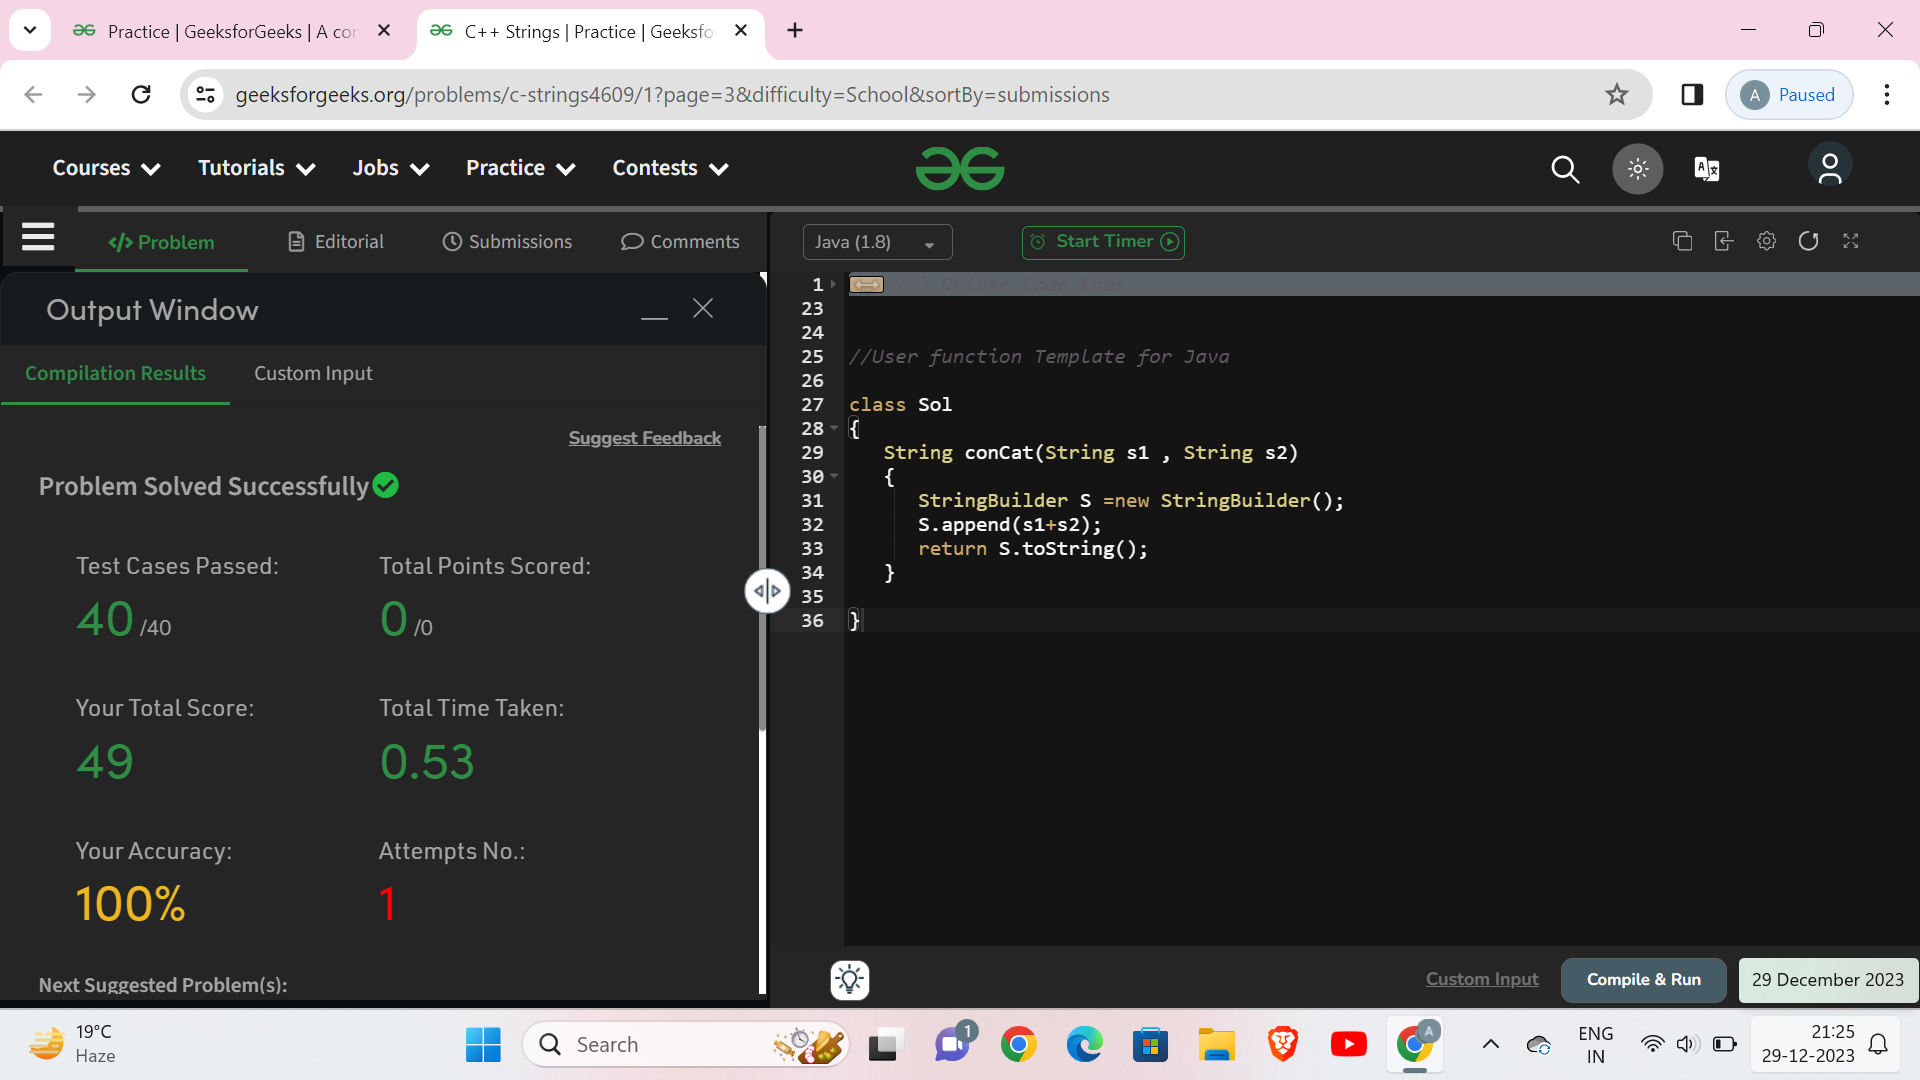 Practice | GeeksforGeeks | A con
C++ Strings | Practice | Geeksfo
geeksforgeeks.org/problems/c-strings4609/1?page=3&difficulty=School&sortBy=submissions
A Paused
Courses Tutorials Jobs Practice Contests
</> Problem Editorial Submissions Comments
Java (1.8) Start Timer
Output Window
Compilation Results Custom Input
Suggest Feedback
Problem Solved Successfully
Test Cases Passed: Total Points Scored:
40 /40 0 /0
Your Total Score: Total Time Taken:
49 0.53
Your Accuracy: Attempts No.:
100% 1
Next Suggested Problem(s):
1 // } Driver Code Ends
23
24
25 //User function Template for Java
26
27 class Sol
28 {
29 String conCat(String s1 , String s2)
30 {
31 StringBuilder S =new StringBuilder();
32 S.append(s1+s2);
33 return S.toString();
34 }
35
36 }
Custom Input Compile & Run 29 December 2023
19°C
Haze
Search
1
A
ENG
IN
21:25
29-12-2023